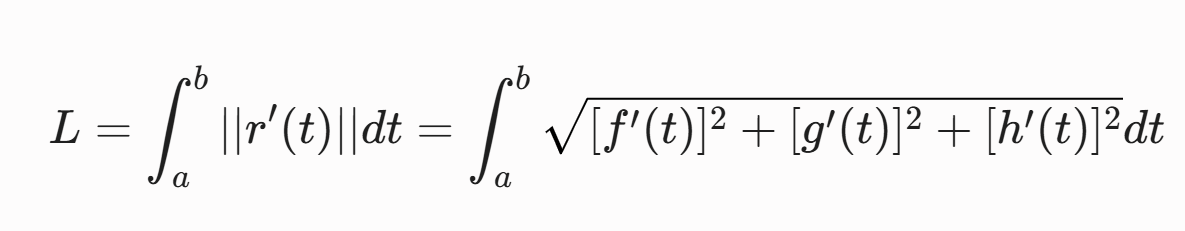 L = ∫_a^b ||r′(t)||dt = ∫_a^b √([f′(t)]² + [g′(t)]² + [h′(t)]²)dt